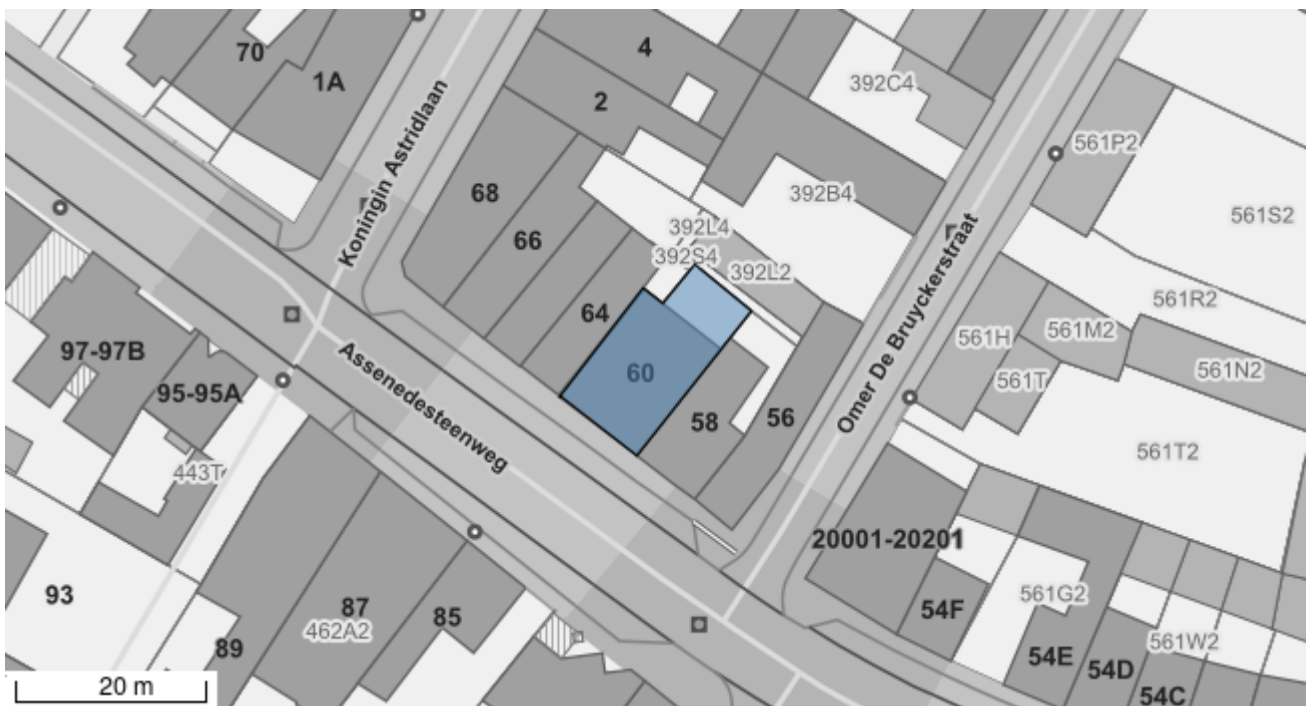 4
70
1A
2
392C4
561P2
Koningin Astridlaan
68
392B4
561S2
66
392L4
392S4
392L2
Omer De Bruyckerstraat
561R2
64
561H
561M2
97-97B
Assenedesteenweg
60
561T
561N2
95-95A
58
56
443T
561T2
20001-20201
93
87
462A2
85
54F
561G2
561W2
89
54E
54D
54C
20 m